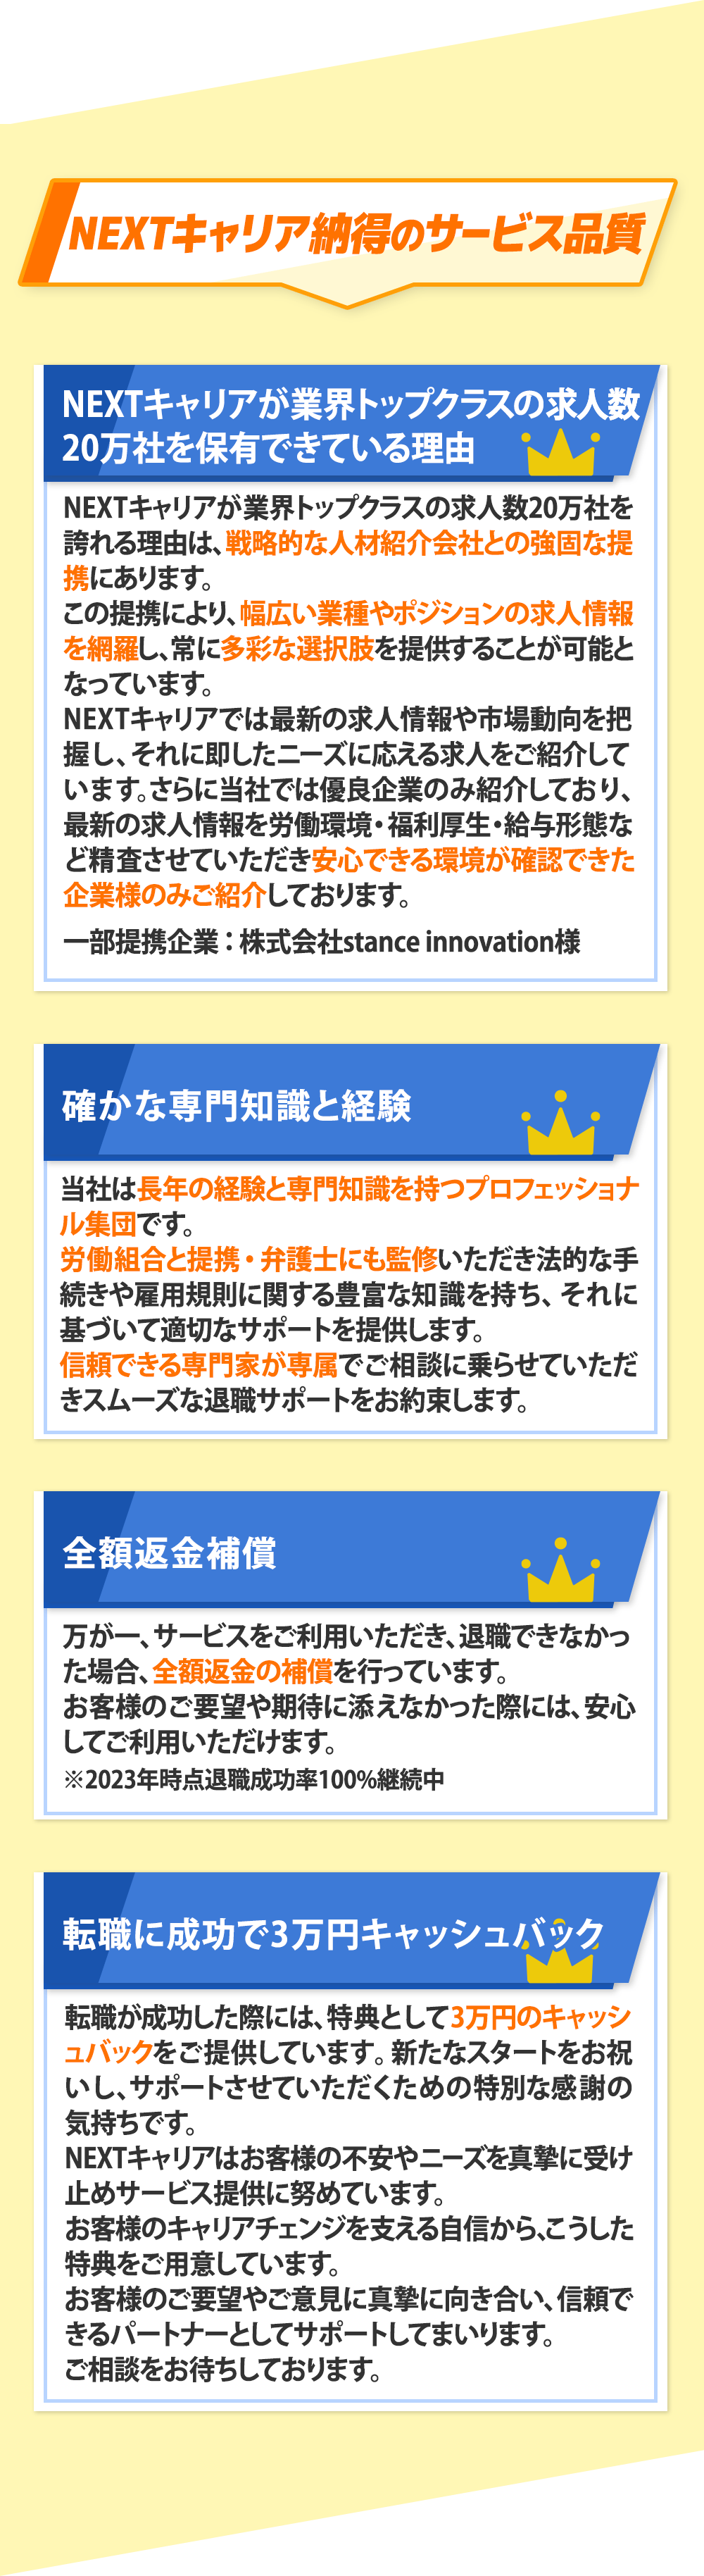 NEXTキャリア納得のサービス品質
NEXTキャリアが業界トップクラスの求人数
20万社を保有できている理由
NEXTキャリアが業界トップクラスの求人数20万社を
誇れる理由は、戦略的な人材紹介会社との強固な提
携にあります。
この提携により、幅広い業種やポジションの求人情報
を網羅し、常に多彩な選択肢を提供することが可能と
なっています。
NEXTキャリアでは最新の求人情報や市場動向を把
握し、それに即したニーズに応える求人をご紹介して
います。さらに当社では優良企業のみ紹介しており、
最新の求人情報を労働環境・福利厚生・給与形態な
ど精査させていただき安心できる環境が確認できた
企業様のみご紹介しております。
一部提携企業：株式会社stance innovation様
確かな専門知識と経験
当社は長年の経験と専門知識を持つプロフェッショナ
ル集団です。
労働組合と提携・弁護士にも監修いただき法的な手
続きや雇用規則に関する豊富な知識を持ち、それに
基づいて適切なサポートを提供します。
信頼できる専門家が専属でご相談に乗らせていただ
きスムーズな退職サポートをお約束します。
全額返金補償
万が一、サービスをご利用いただき、退職できなかっ
た場合、全額返金の補償を行っています。
お客様のご要望や期待に添えなかった際には、安心
してご利用いただけます。
※2023年時点退職成功率100%継続中
転職に成功で3万円キャッシュバック
転職が成功した際には、特典として3万円のキャッシ
ュバックをご提供しています。新たなスタートをお祝
いし、サポートさせていただくための特別な感謝の
気持ちです。
NEXTキャリアはお客様の不安やニーズを真摯に受け
止めサービス提供に努めています。
お客様のキャリアチェンジを支える自信から、こうした
特典をご用意しています。
お客様のご要望やご意見に真摯に向き合い、信頼で
きるパートナーとしてサポートしてまいります。
ご相談をお待ちしております。